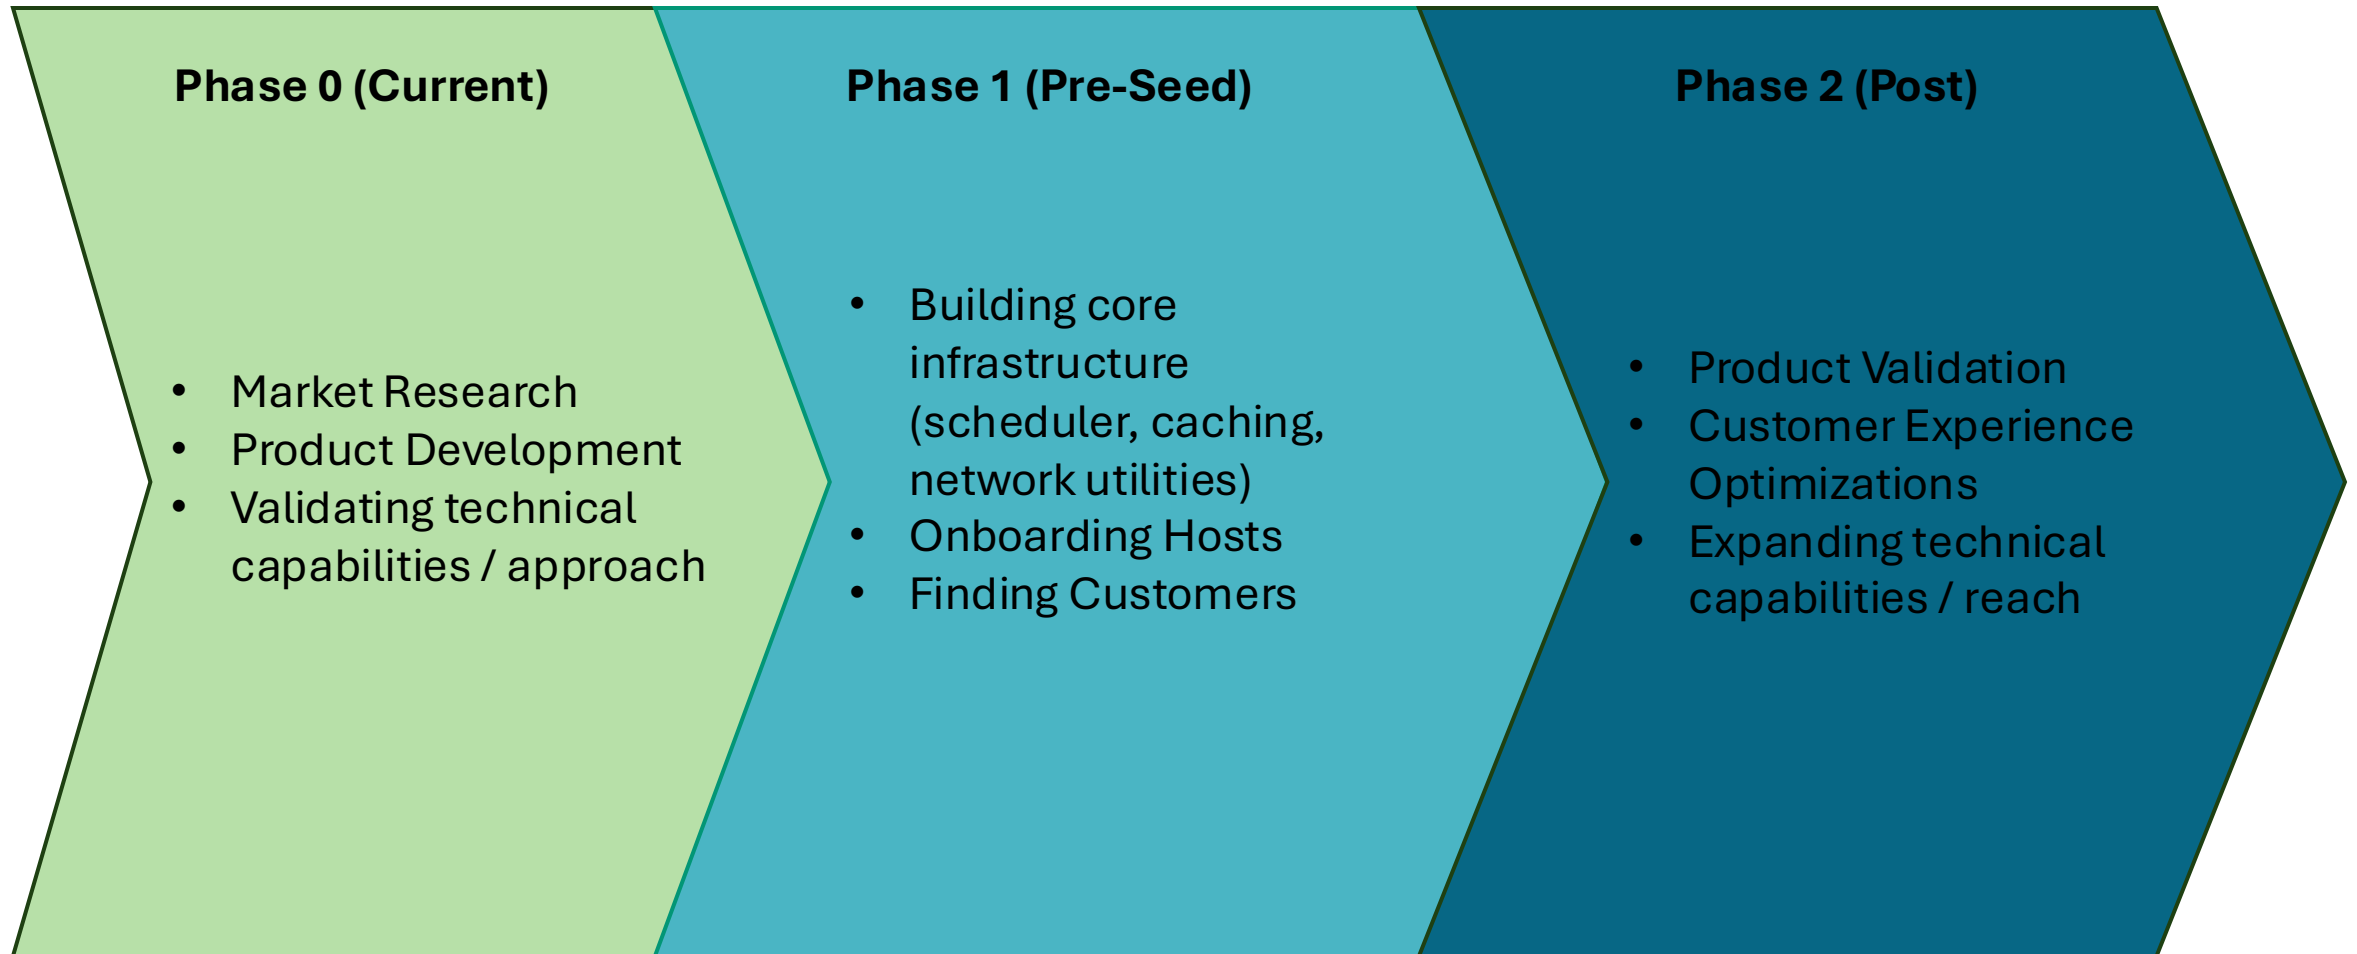 Phase 0 (Current)
• Market Research
• Product Development
• Validating technical
capabilities / approach
Phase 1 (Pre-Seed)
• Building core
infrastructure
(scheduler, caching,
network utilities)
• Onboarding Hosts
• Finding Customers
Phase 2 (Post)
• Product Validation
• Customer Experience
Optimizations
• Expanding technical
capabilities / reach